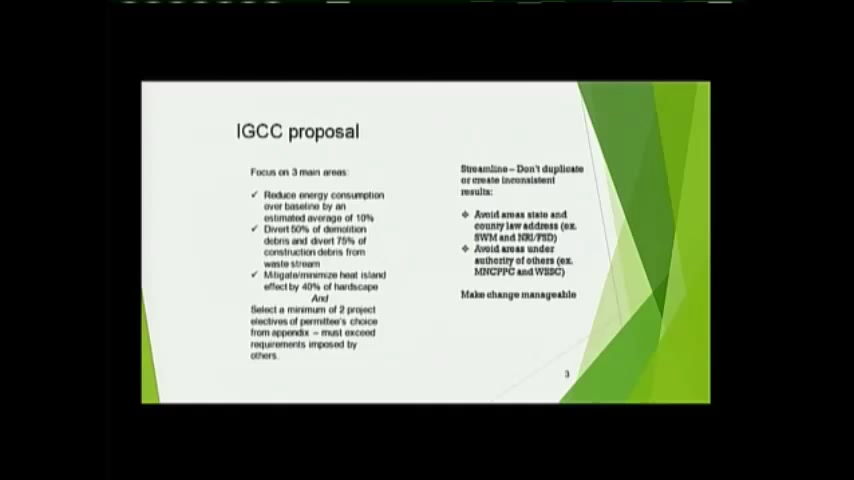 IGCC proposal
Focus on 3 main areas:
✓ Reduce energy consumption
over baseline by an
estimated average of 10%
✓ Divert 50% of demolition
debris and divert 75% of
construction debris from
waste stream
✓ Mitigate/minimize heat island
effect by 40% of hardscape
And
Select a minimum of 2 project
electives of permittee's choice
from appendix – must exceed
requirements imposed by
others.
Streamline – Don't duplicate
or create inconsistent
results:
❖ Avoid areas state and
county law address (ex.
SWM and NRI/FSD)
❖ Avoid areas under
authority of others (ex.
MNCPPC and WSSC)
Make change manageable
3